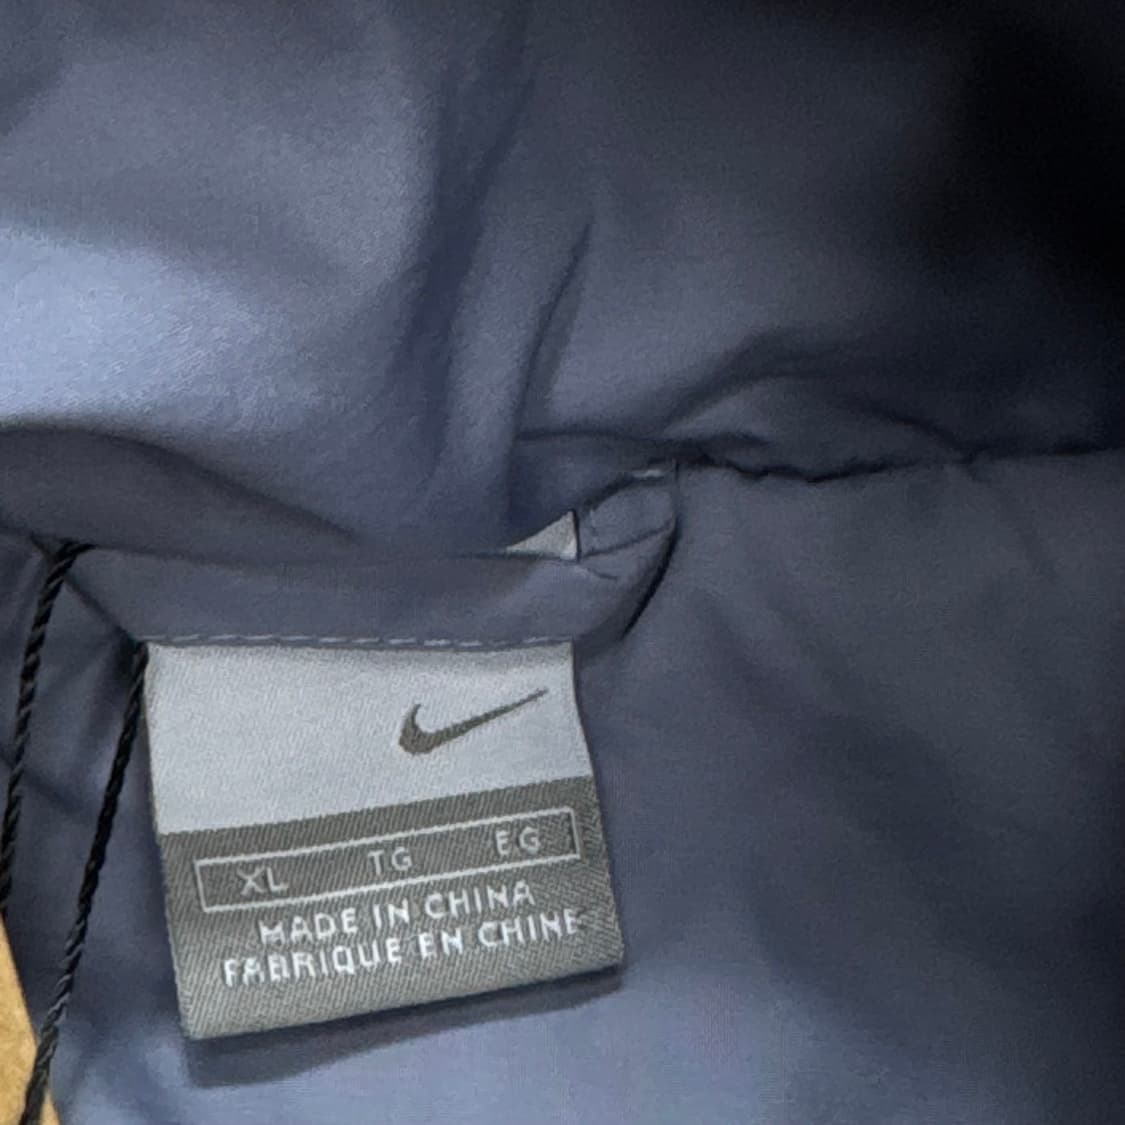 XL TG EG
MADE IN CHINA
FABRIQUE EN CHINE